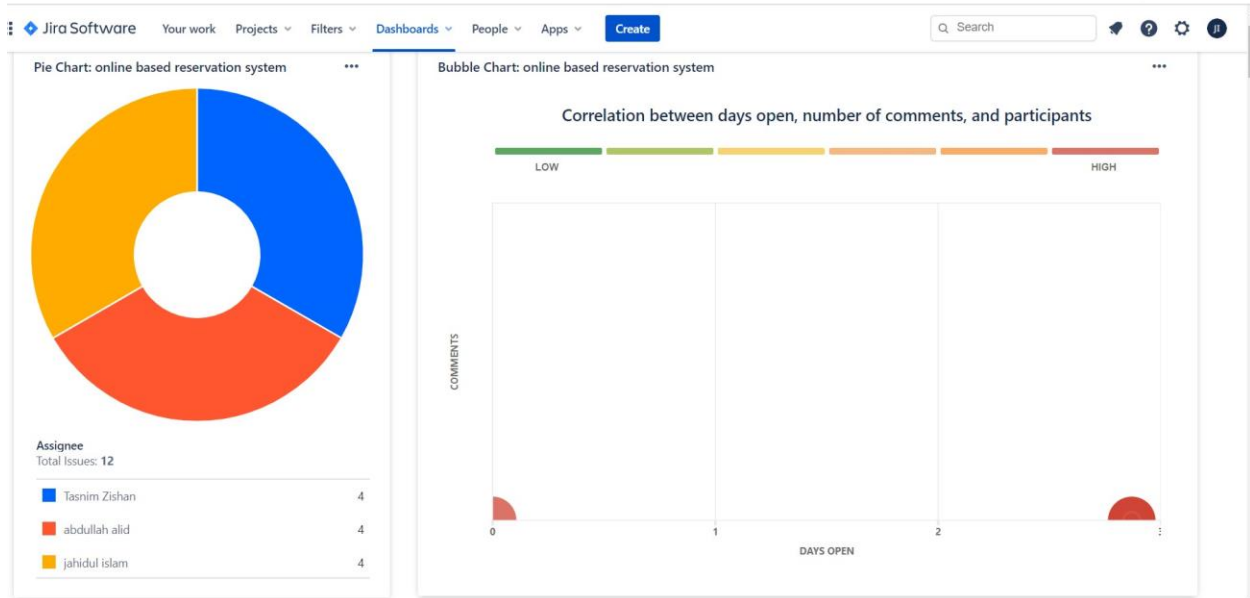 Jira Software Your work Projects Filters Dashboards People Apps Create Search JI
Pie Chart: online based reservation system
Assignee
Total Issues: 12
Tasnim Zishan 4
abdullah alid 4
jahidul islam 4
Bubble Chart: online based reservation system
Correlation between days open, number of comments, and participants
LOW HIGH
COMMENTS
0 1 2 3
DAYS OPEN